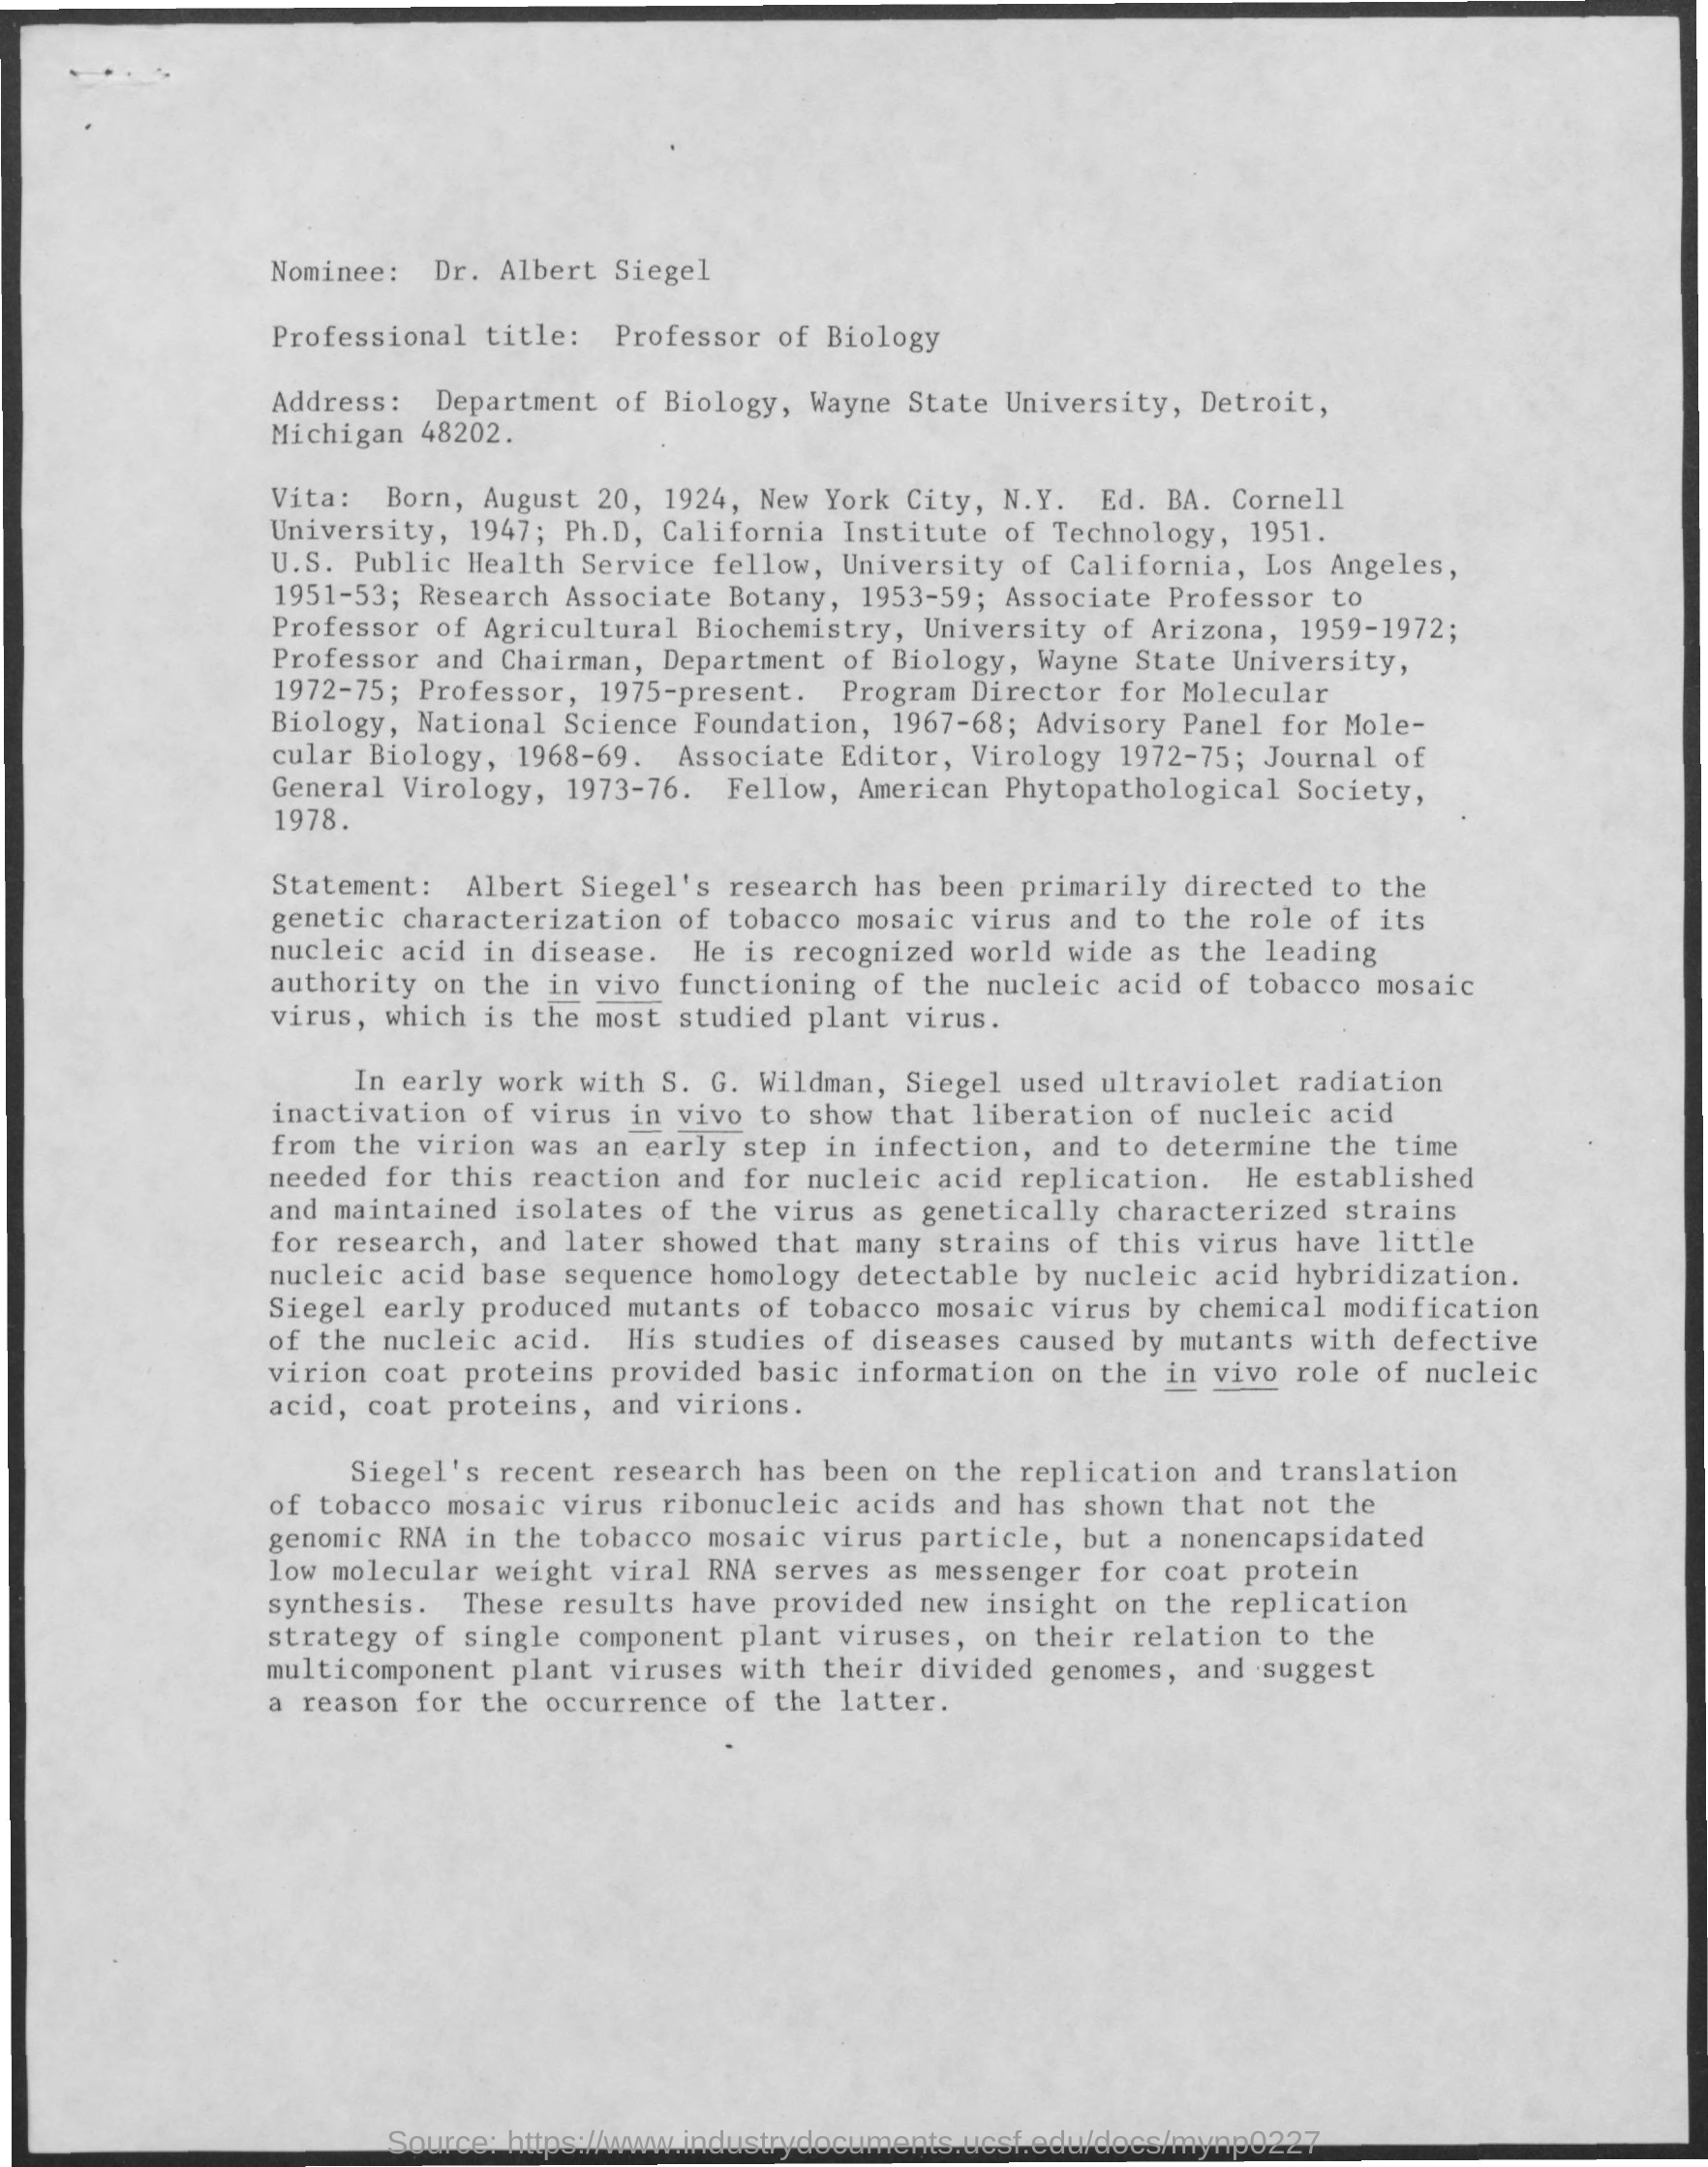 Nominee: Dr. Albert Siegel
Professional title: Professor of Biology
Address: Department of Biology, Wayne State University, Detroit,
Michigan 48202.
Vita: Born, August 20, 1924, New York City, N.Y. Ed. BA. Cornell
University, 1947; Ph.D, California Institute of Technology, 1951.
U.S. Public Health Service fellow, University of California, Los Angeles,
1951-53; Research Associate Botany, 1953-59; Associate Professor to
Professor of Agricultural Biochemistry, University of Arizona, 1959-1972;
Professor and Chairman, Department of Biology, Wayne State University,
1972-75; Professor, 1975-present. Program Director for Molecular
Biology, National Science Foundation, 1967-68; Advisory Panel for Mole-
cular Biology, 1968-69. Associate Editor, Virology 1972-75; Journal of
General Virology, 1973-76. Fellow, American Phytopathological Society,
1978.
Statement: Albert Siegel's research has been primarily directed to the
genetic characterization of tobacco mosaic virus and to the role of its
nucleic acid in disease. He is recognized world wide as the leading
authority on the in vivo functioning of the nucleic acid of tobacco mosaic
virus, which is the most studied plant virus.
In early work with S. G. Wildman, Siegel used ultraviolet radiation
inactivation of virus in vivo to show that liberation of nucleic acid
from the virion was an early step in infection, and to determine the time
needed for this reaction and for nucleic acid replication. He established
and maintained isolates of the virus as genetically characterized strains
for research, and later showed that many strains of this virus have little
nucleic acid base sequence homology detectable by nucleic acid hybridization.
Siegel early produced mutants of tobacco mosaic virus by chemical modification
of the nucleic acid. His studies of diseases caused by mutants with defective
virion coat proteins provided basic information on the in vivo role of nucleic
acid, coat proteins, and virions.
Siegel's recent research has been on the replication and translation
of tobacco mosaic virus ribonucleic acids and has shown that not the
genomic RNA in the tobacco mosaic virus particle, but a nonencapsidated
low molecular weight viral RNA serves as messenger for coat protein
synthesis. These results have provided new insight on the replication
strategy of single component plant viruses, on their relation to the
multicomponent plant viruses with their divided genomes, and suggest
a reason for the occurrence of the latter.
Source: https://www.industrydocuments.ucsf.edu/docs/mynp0227